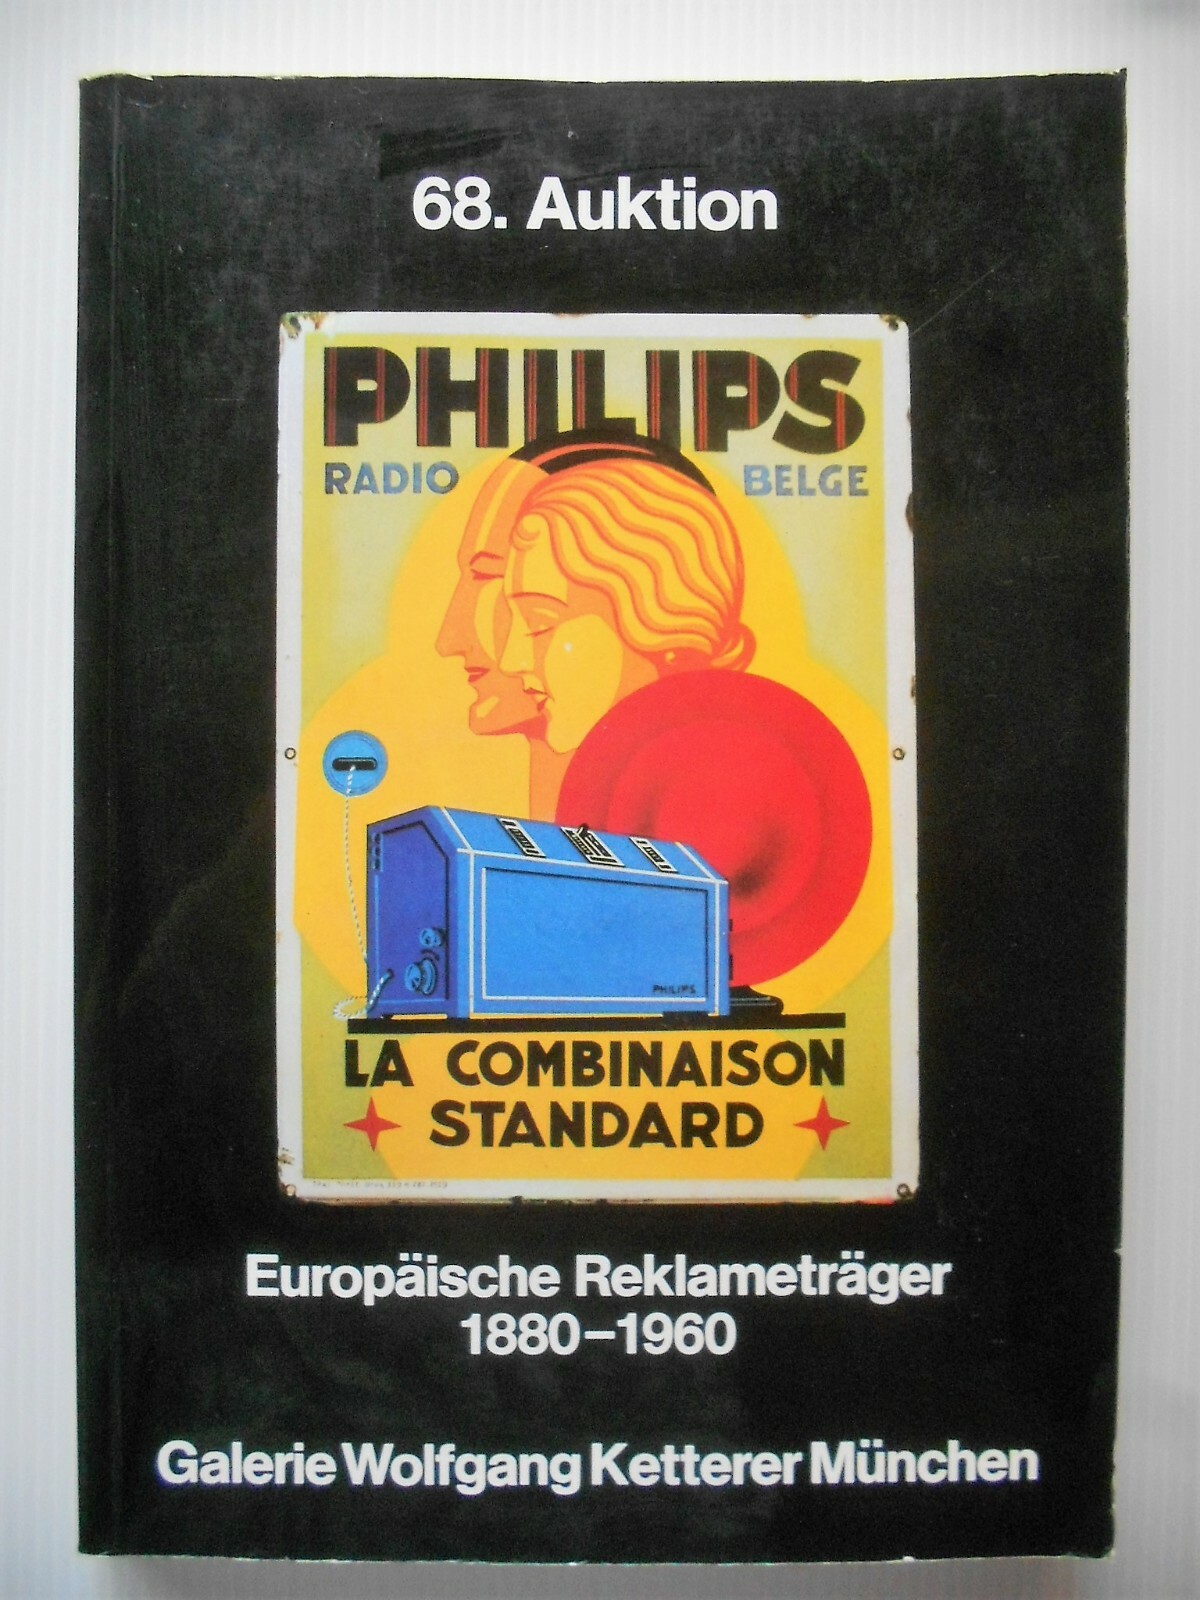 68. Auktion
PHILIPS
RADIO BELGE
PHILIPS
LA COMBINAISON
STANDARD
Europäische Reklameträger
1880–1960
Galerie Wolfgang Ketterer München